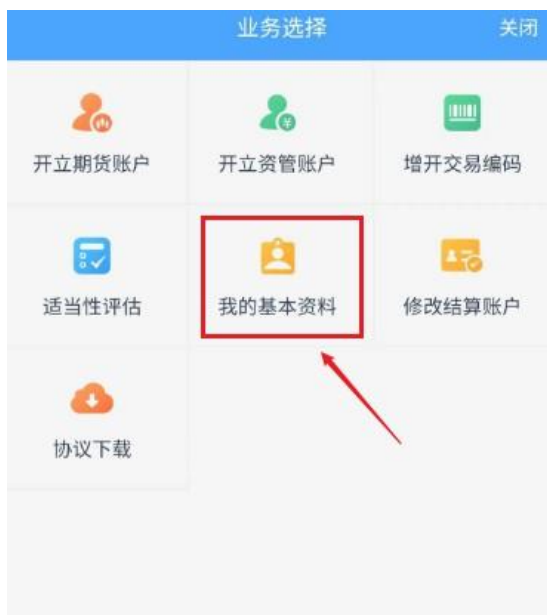 业务选择 关闭
开立期货账户 开立资管账户 增开交易编码
适当性评估 我的基本资料 修改结算账户
协议下载